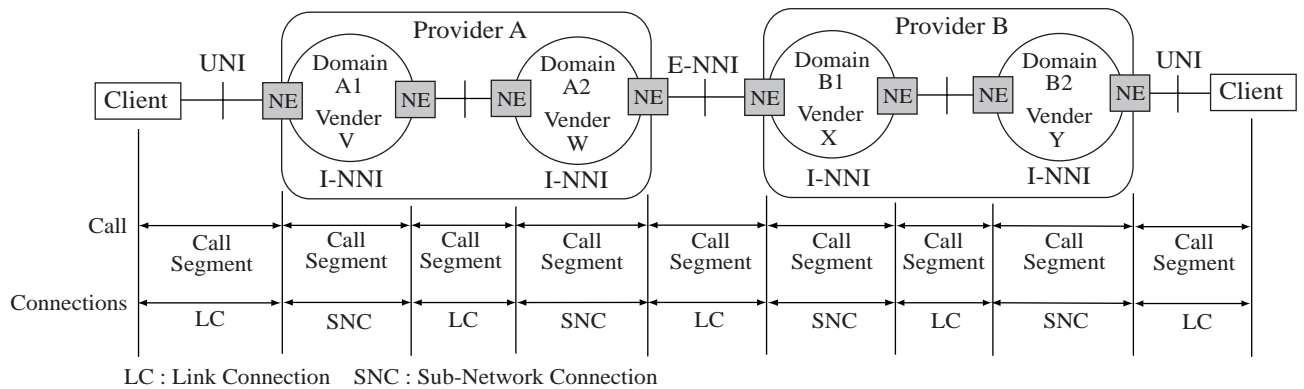 Provider A
Provider B
UNI
Domain
A1
Vender
V
Domain
A2
Vender
W
E-NNI
Domain
B1
Vender
X
Domain
B2
Vender
Y
UNI
Client
NE
NE
NE
NE
NE
NE
NE
NE
Client
I-NNI
I-NNI
I-NNI
I-NNI
Call
Call
Segment
Call
Segment
Call
Segment
Call
Segment
Call
Segment
Call
Segment
Call
Segment
Call
Segment
Call
Segment
Connections
LC
SNC
LC
SNC
LC
SNC
LC
SNC
LC
LC : Link Connection SNC : Sub-Network Connection